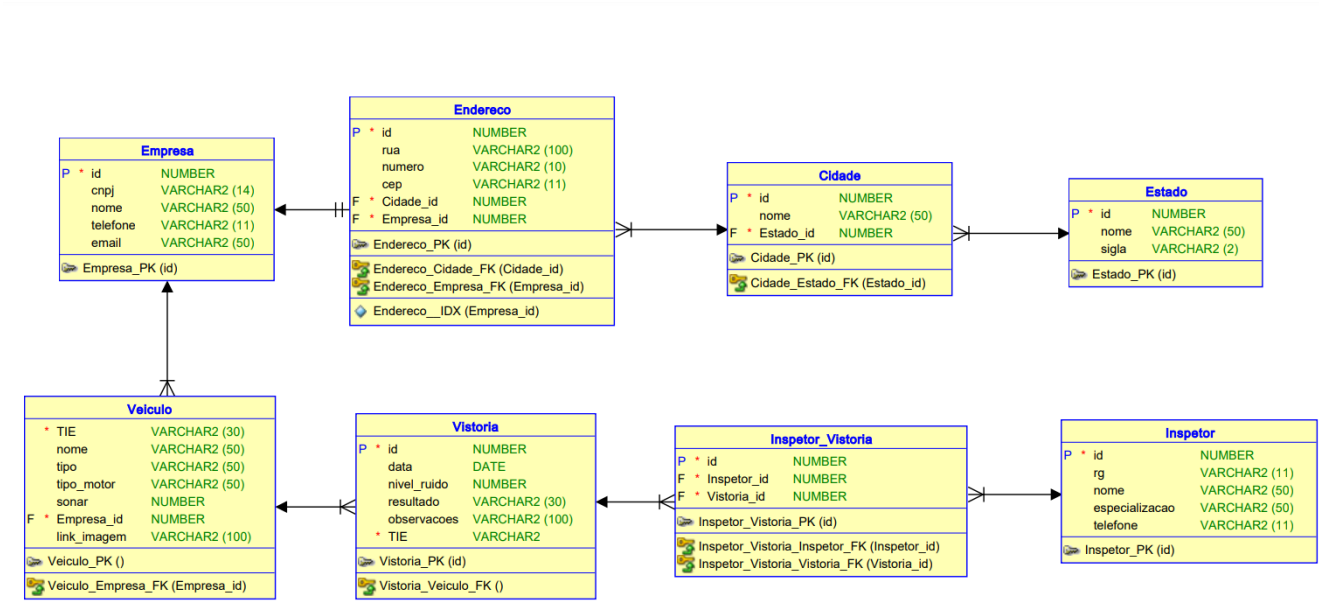 Endereco
P * id NUMBER
rua VARCHAR2 (100)
numero VARCHAR2 (10)
cep VARCHAR2 (11)
F * Cidade_id NUMBER
F * Empresa_id NUMBER
Endereco_PK (id)
Endereco_Cidade_FK (Cidade_id)
Endereco_Empresa_FK (Empresa_id)
Endereco__IDX (Empresa_id)
Empresa
P * id NUMBER
cnpj VARCHAR2 (14)
nome VARCHAR2 (50)
telefone VARCHAR2 (11)
email VARCHAR2 (50)
Empresa_PK (id)
Cidade
P * id NUMBER
nome VARCHAR2 (50)
F * Estado_id NUMBER
Cidade_PK (id)
Cidade_Estado_FK (Estado_id)
Estado
P * id NUMBER
nome VARCHAR2 (50)
sigla VARCHAR2 (2)
Estado_PK (id)
Veiculo
* TIE VARCHAR2 (30)
nome VARCHAR2 (50)
tipo VARCHAR2 (50)
tipo_motor VARCHAR2 (50)
sonar NUMBER
F * Empresa_id NUMBER
link_imagem VARCHAR2 (100)
Veiculo_PK ()
Veiculo_Empresa_FK (Empresa_id)
Vistoria
P * id NUMBER
data DATE
nivel_ruido NUMBER
resultado VARCHAR2 (30)
observacoes VARCHAR2 (100)
* TIE VARCHAR2
Vistoria_PK (id)
Vistoria_Veiculo_FK ()
Inspetor_Vistoria
P * id NUMBER
F * Inspetor_id NUMBER
F * Vistoria_id NUMBER
Inspetor_Vistoria_PK (id)
Inspetor_Vistoria_Inspetor_FK (Inspetor_id)
Inspetor_Vistoria_Vistoria_FK (Vistoria_id)
Inspetor
P * id NUMBER
rg VARCHAR2 (11)
nome VARCHAR2 (50)
especializacao VARCHAR2 (50)
telefone VARCHAR2 (11)
Inspetor_PK (id)